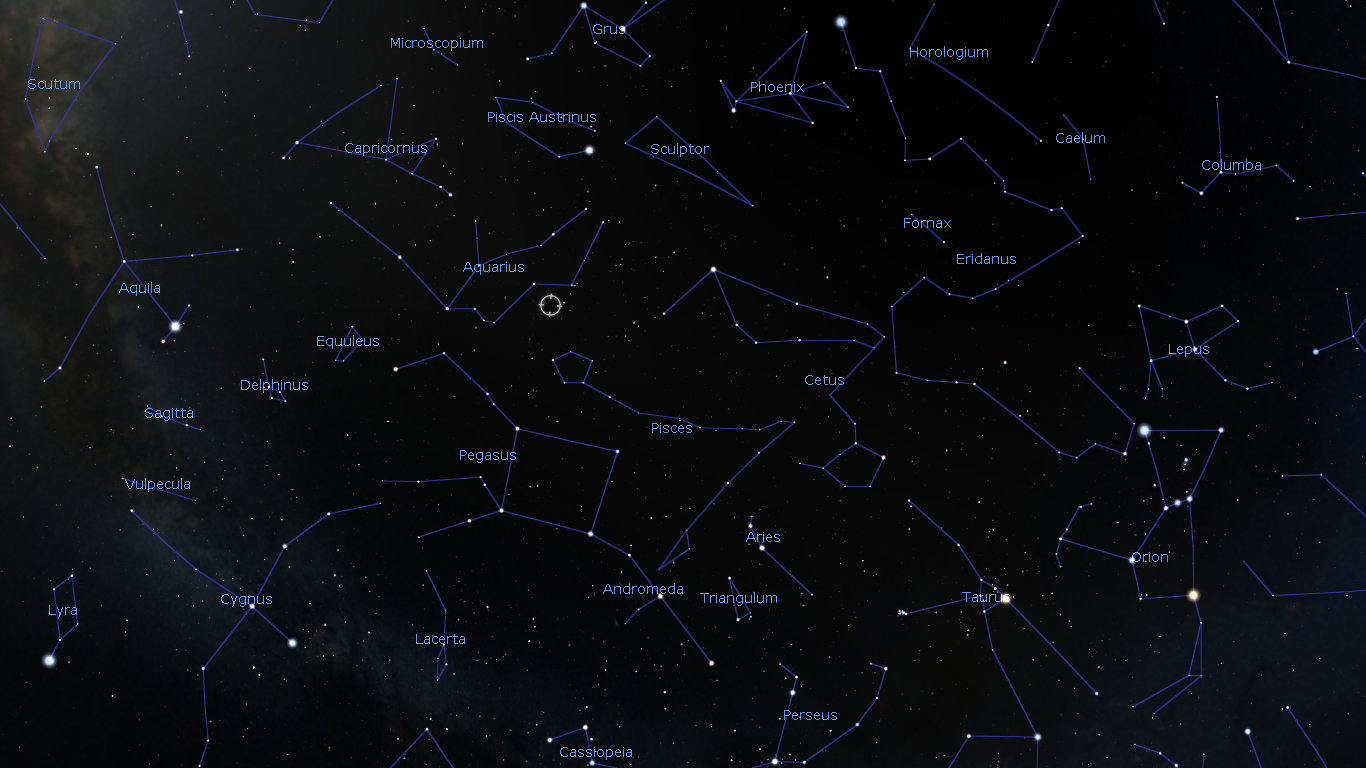 Grus
Microscopium
Horologium
Scutum
Phoenix
Piscis Austrinus
Caelum
Capricornus
Sculptor
Columba
Fornax
Eridanus
Aquarius
Aquila
Equuleus
Lepus
Delphinus
Cetus
Sagitta
Pisces
Pegasus
Vulpecula
Aries
Orion
Andromeda
Triangulum
Taurus
Cygnus
Lyra
Lacerta
Perseus
Cassiopeia